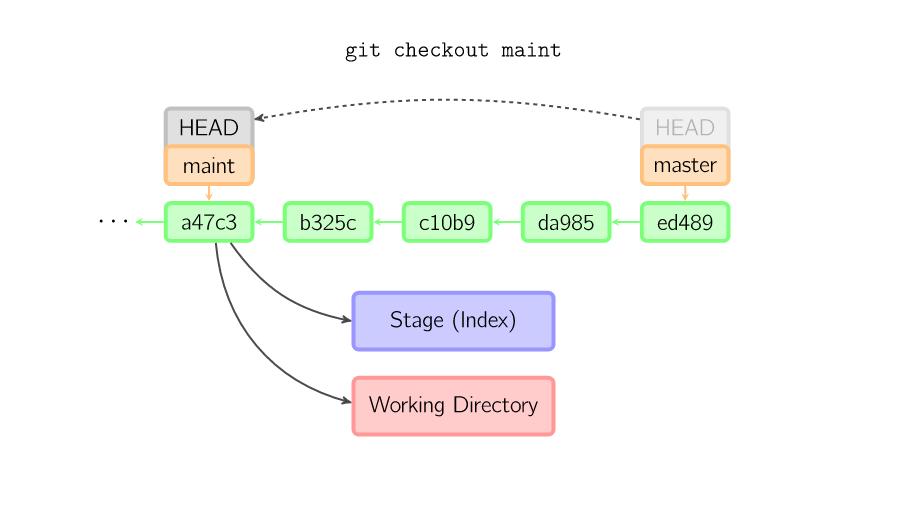 git checkout maint
HEAD
HEAD
maint
master
... a47c3 b325c c10b9 da985 ed489
Stage (Index)
Working Directory